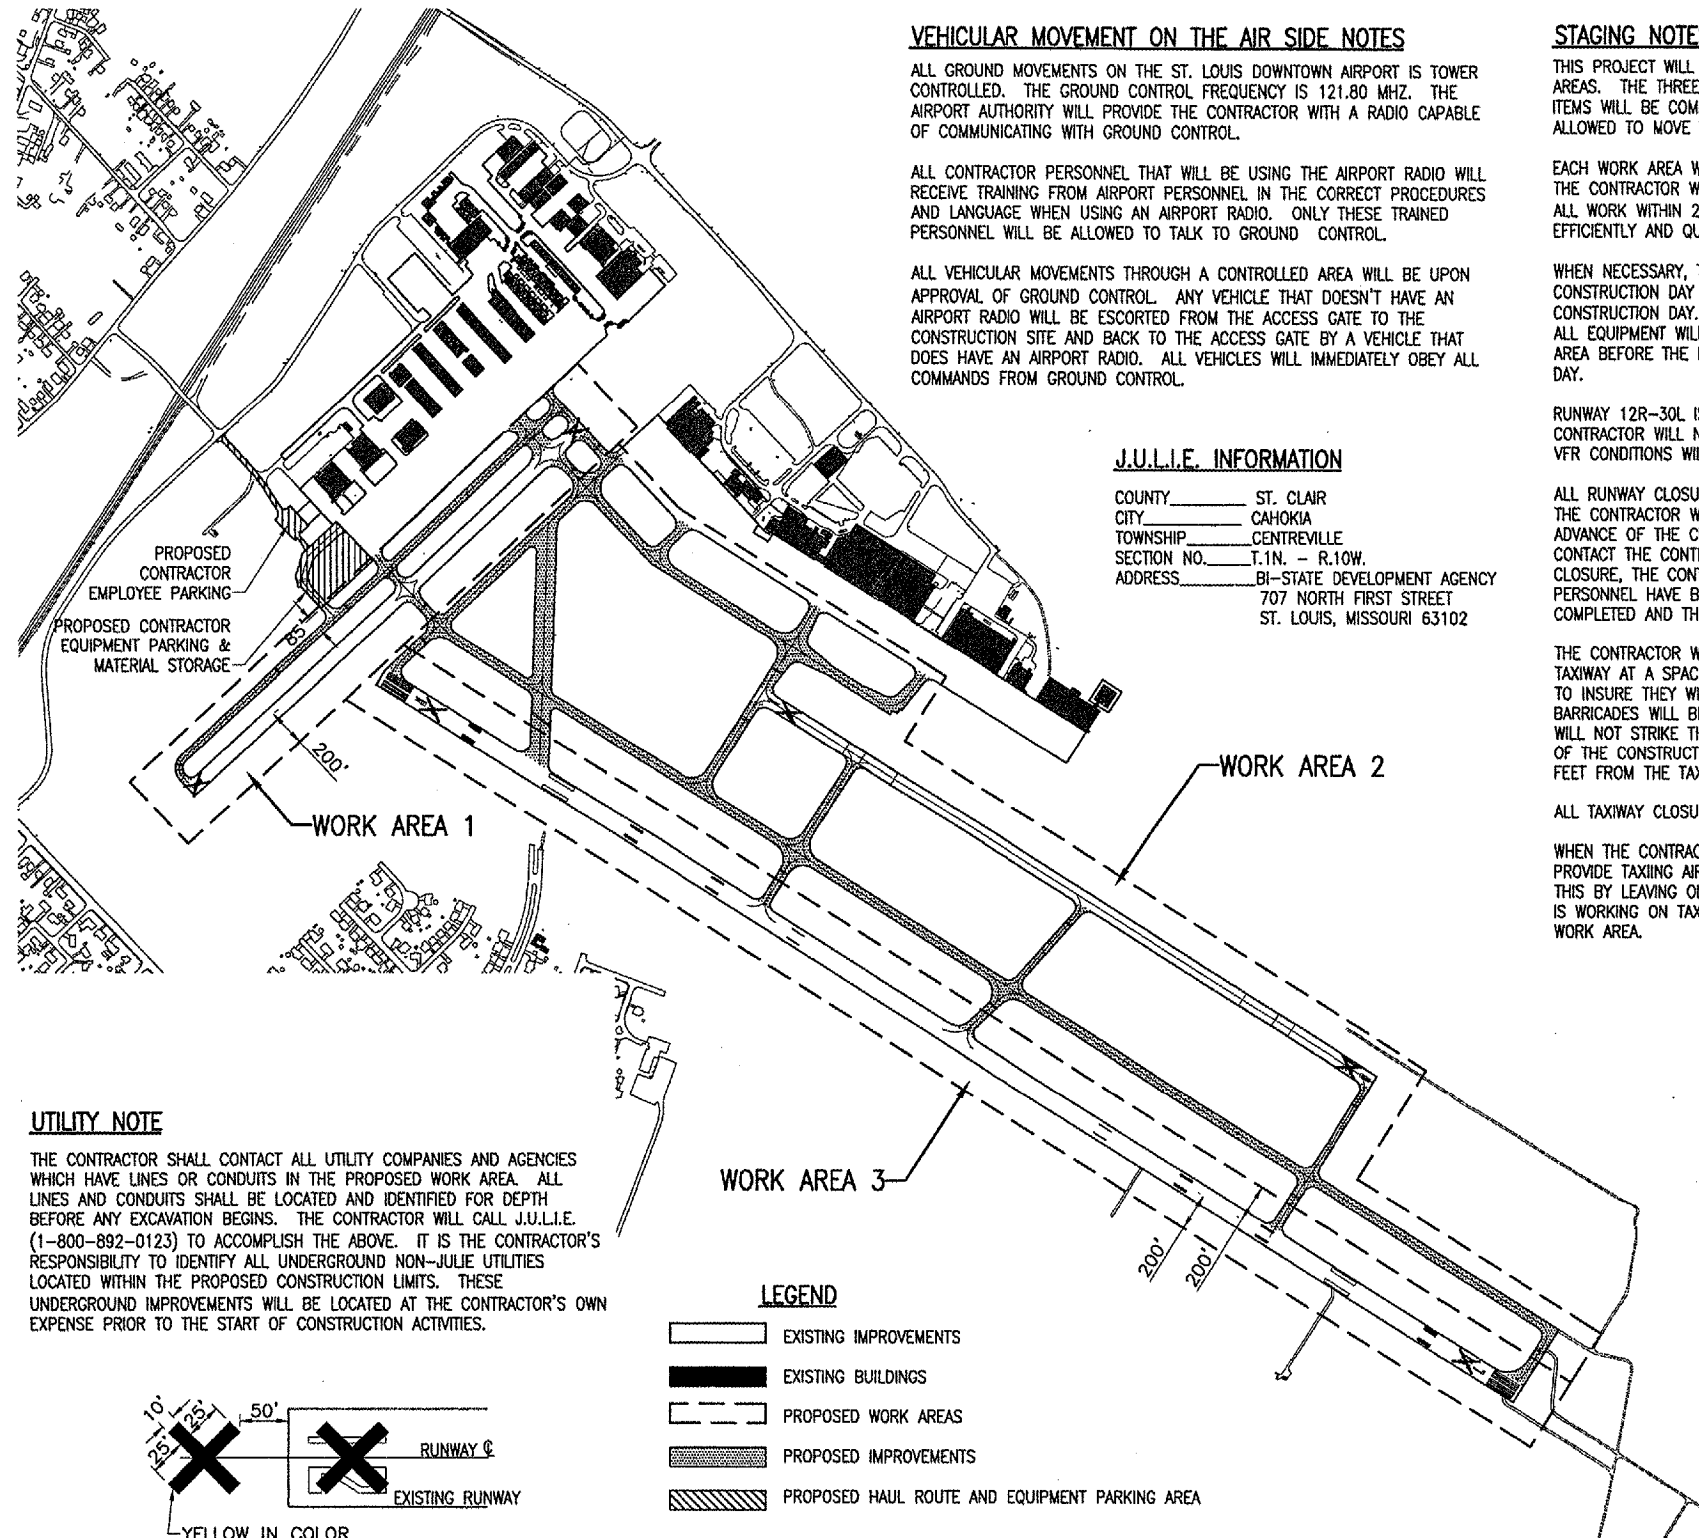 VEHICULAR MOVEMENT ON THE AIR SIDE NOTES
ALL GROUND MOVEMENTS ON THE ST. LOUIS DOWNTOWN AIRPORT IS TOWER
CONTROLLED. THE GROUND CONTROL FREQUENCY IS 121.80 MHZ. THE
AIRPORT AUTHORITY WILL PROVIDE THE CONTRACTOR WITH A RADIO CAPABLE
OF COMMUNICATING WITH GROUND CONTROL.
ALL CONTRACTOR PERSONNEL THAT WILL BE USING THE AIRPORT RADIO WILL
RECEIVE TRAINING FROM AIRPORT PERSONNEL IN THE CORRECT PROCEDURES
AND LANGUAGE WHEN USING AN AIRPORT RADIO. ONLY THESE TRAINED
PERSONNEL WILL BE ALLOWED TO TALK TO GROUND CONTROL.
ALL VEHICULAR MOVEMENTS THROUGH A CONTROLLED AREA WILL BE UPON
APPROVAL OF GROUND CONTROL. ANY VEHICLE THAT DOESN'T HAVE AN
AIRPORT RADIO WILL BE ESCORTED FROM THE ACCESS GATE TO THE
CONSTRUCTION SITE AND BACK TO THE ACCESS GATE BY A VEHICLE THAT
DOES HAVE AN AIRPORT RADIO. ALL VEHICLES WILL IMMEDIATELY OBEY ALL
COMMANDS FROM GROUND CONTROL.
STAGING NOTE
THIS PROJECT WILL
AREAS. THE THREE
ITEMS WILL BE COM
ALLOWED TO MOVE
EACH WORK AREA W
THE CONTRACTOR W
ALL WORK WITHIN 2
EFFICIENTLY AND QU
WHEN NECESSARY, T
CONSTRUCTION DAY
CONSTRUCTION DAY.
ALL EQUIPMENT WIL
AREA BEFORE THE
DAY.
RUNWAY 12R-30L IS
CONTRACTOR WILL N
VFR CONDITIONS WIL
ALL RUNWAY CLOSU
THE CONTRACTOR W
ADVANCE OF THE C
CONTACT THE CONT
CLOSURE, THE CONT
PERSONNEL HAVE B
COMPLETED AND TH
THE CONTRACTOR W
TAXIWAY AT A SPAC
TO INSURE THEY WI
BARRICADES WILL B
WILL NOT STRIKE TH
OF THE CONSTRUCT
FEET FROM THE TAX
ALL TAXIWAY CLOSU
WHEN THE CONTRAC
PROVIDE TAXIING AIR
THIS BY LEAVING O
IS WORKING ON TAX
WORK AREA.
J.U.L.I.E. INFORMATION
COUNTY ST. CLAIR
CITY CAHOKIA
TOWNSHIP CENTREVILLE
SECTION NO. T.1N. - R.10W.
ADDRESS BI-STATE DEVELOPMENT AGENCY
707 NORTH FIRST STREET
ST. LOUIS, MISSOURI 63102
PROPOSED
CONTRACTOR
EMPLOYEE PARKING
PROPOSED CONTRACTOR
EQUIPMENT PARKING &
MATERIAL STORAGE
85'
200'
WORK AREA 1
WORK AREA 2
WORK AREA 3
200'
200'
UTILITY NOTE
THE CONTRACTOR SHALL CONTACT ALL UTILITY COMPANIES AND AGENCIES
WHICH HAVE LINES OR CONDUITS IN THE PROPOSED WORK AREA. ALL
LINES AND CONDUITS SHALL BE LOCATED AND IDENTIFIED FOR DEPTH
BEFORE ANY EXCAVATION BEGINS. THE CONTRACTOR WILL CALL J.U.L.I.E.
(1-800-892-0123) TO ACCOMPLISH THE ABOVE. IT IS THE CONTRACTOR'S
RESPONSIBILITY TO IDENTIFY ALL UNDERGROUND NON-JULIE UTILITIES
LOCATED WITHIN THE PROPOSED CONSTRUCTION LIMITS. THESE
UNDERGROUND IMPROVEMENTS WILL BE LOCATED AT THE CONTRACTOR'S OWN
EXPENSE PRIOR TO THE START OF CONSTRUCTION ACTIVITIES.
LEGEND
EXISTING IMPROVEMENTS
EXISTING BUILDINGS
PROPOSED WORK AREAS
PROPOSED IMPROVEMENTS
PROPOSED HAUL ROUTE AND EQUIPMENT PARKING AREA
10'
25'
25'
50'
RUNWAY ℄
EXISTING RUNWAY
YELLOW IN COLOR